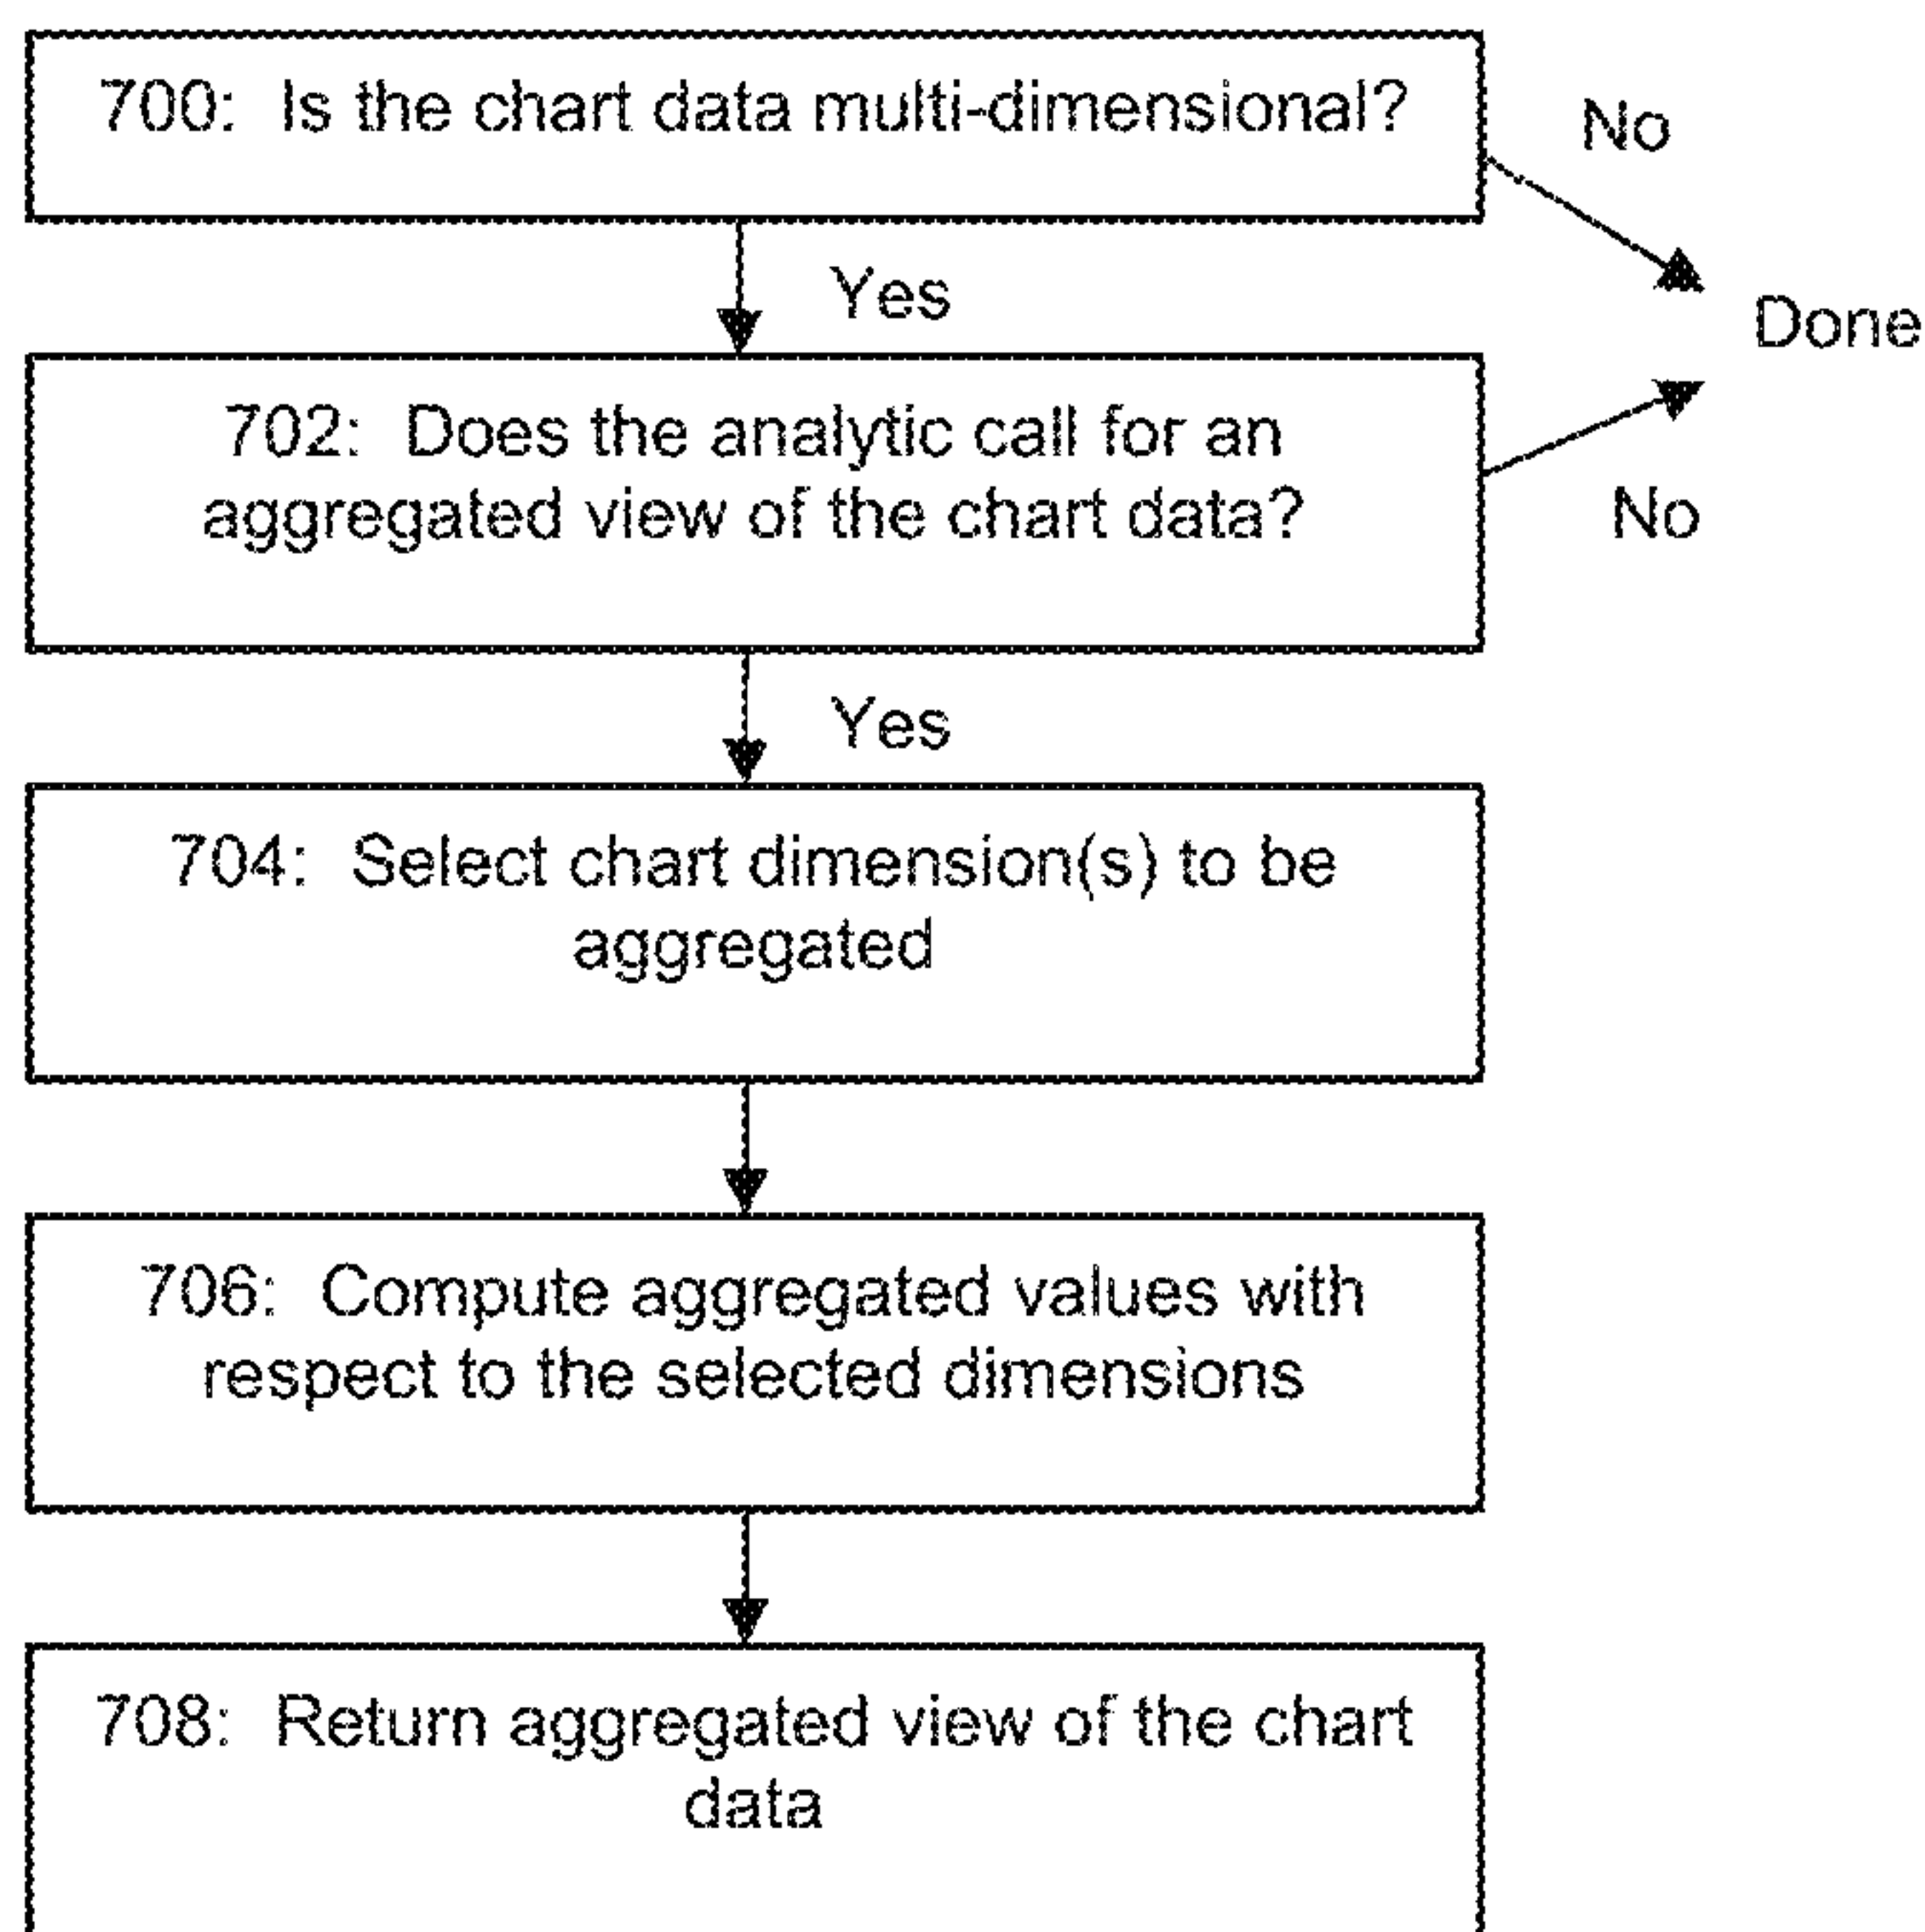 700: Is the chart data multi-dimensional?
No
Yes
Done
702: Does the analytic call for an
aggregated view of the chart data?
No
Yes
704: Select chart dimension(s) to be
aggregated
706: Compute aggregated values with
respect to the selected dimensions
708: Return aggregated view of the chart
data